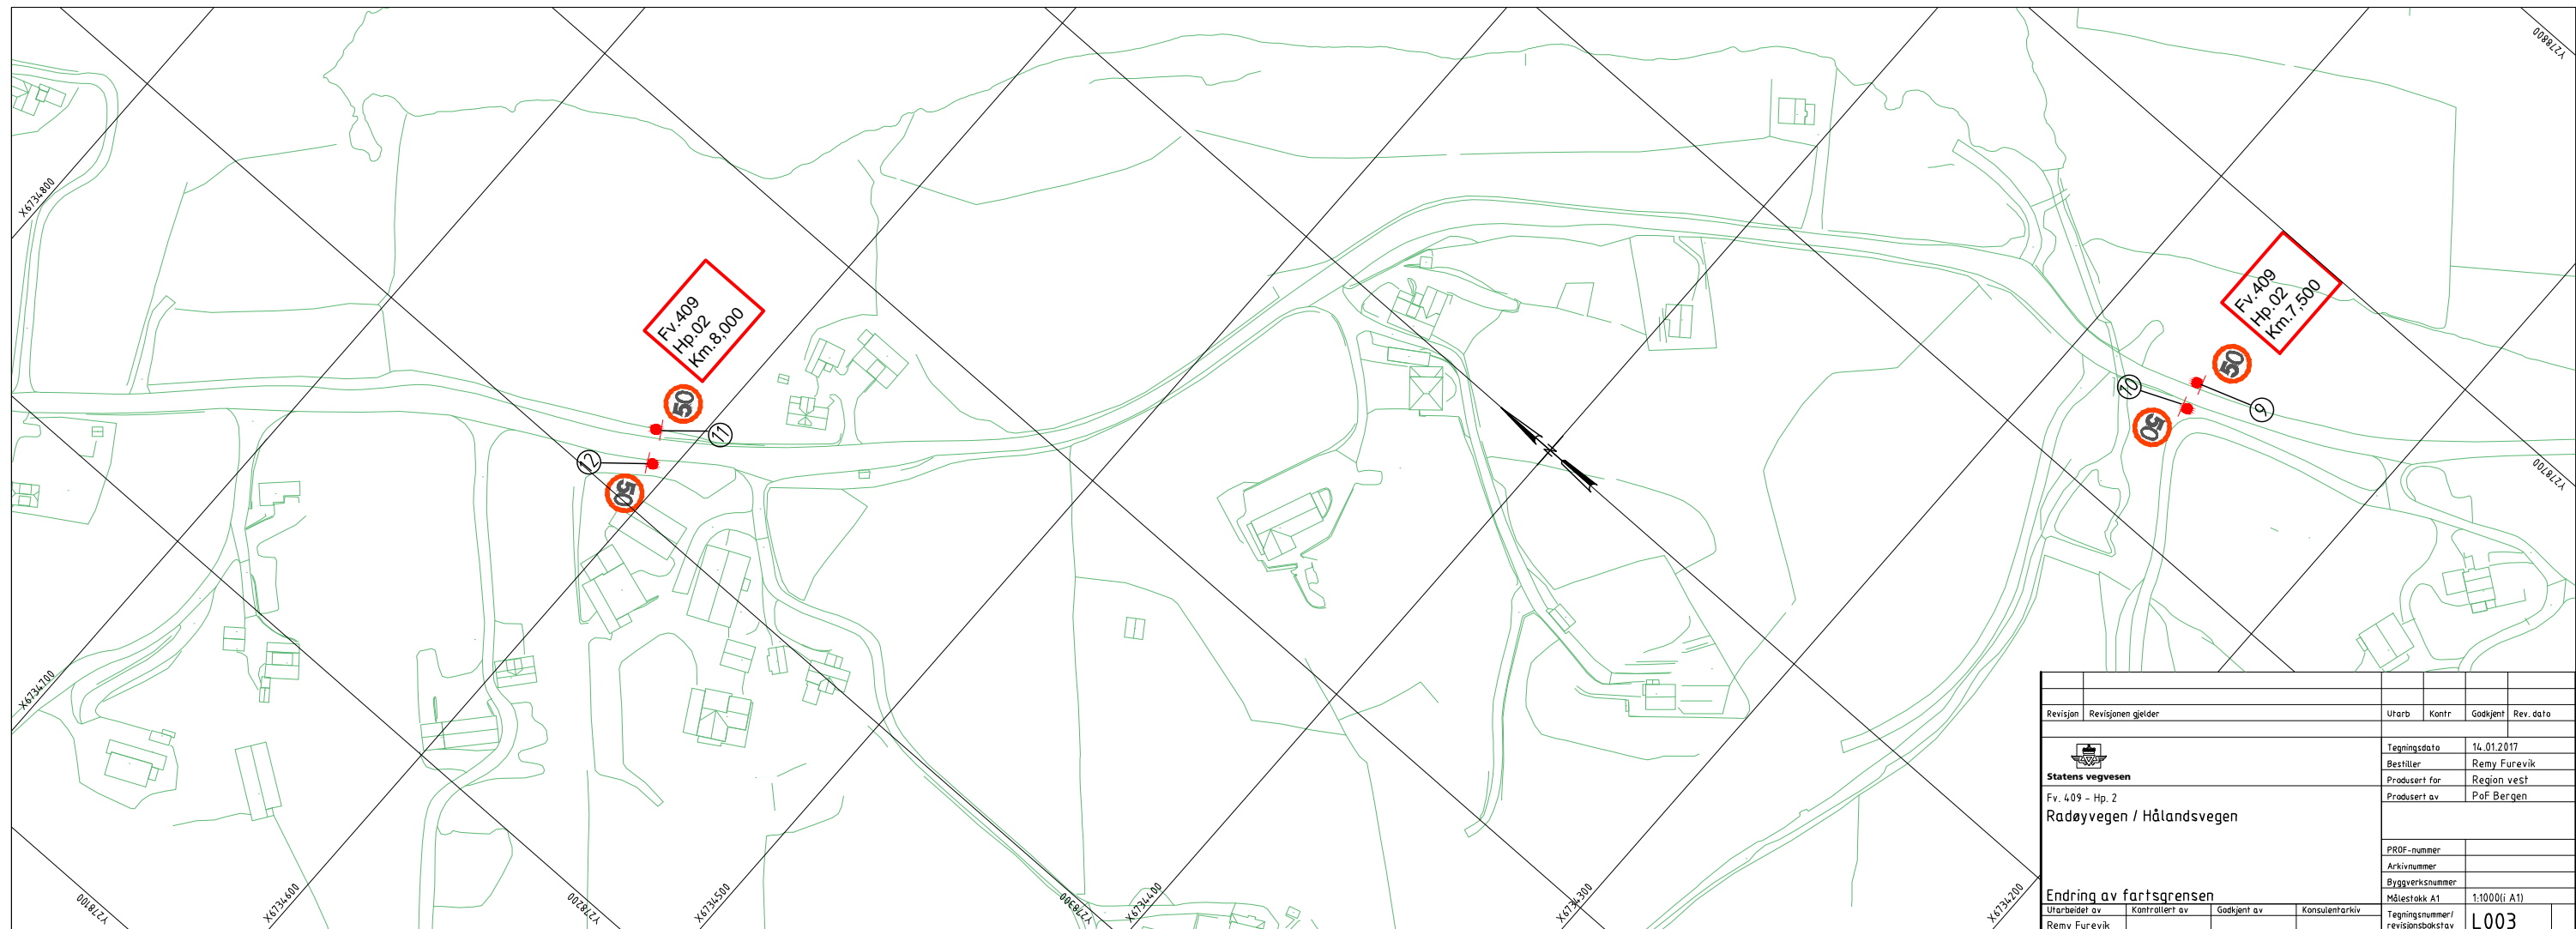 Y278800
X6734800
Fv.409
Hp.02
Km.8,000
50
11
12
50
Fv.409
Hp.02
Km.7,500
50
10
9
50
N
Y278700
X6734700
Y278100
X6734600
Y278200
X6734500
Y278300
X6734400
X6734300
X6734200
Revisjon Revisjonen gjelder Utarb Kontr Godkjent Rev. dato
Statens vegvesen
Tegningsdato 14.01.2017
Bestiller Remy Furevik
Produsert for Region vest
Produsert av PoF Bergen
Fv. 409 - Hp. 2
Radøyvegen / Hålandsvegen
PROF-nummer
Arkivnummer
Byggverksnummer
Målestokk A1 1:1000(i A1)
Endring av fartsgrensen
Utarbeidet av Kontrollert av Godkjent av Konsulentarkiv
Remy Furevik
Tegningsnummer/
revisjonsbokstav L003